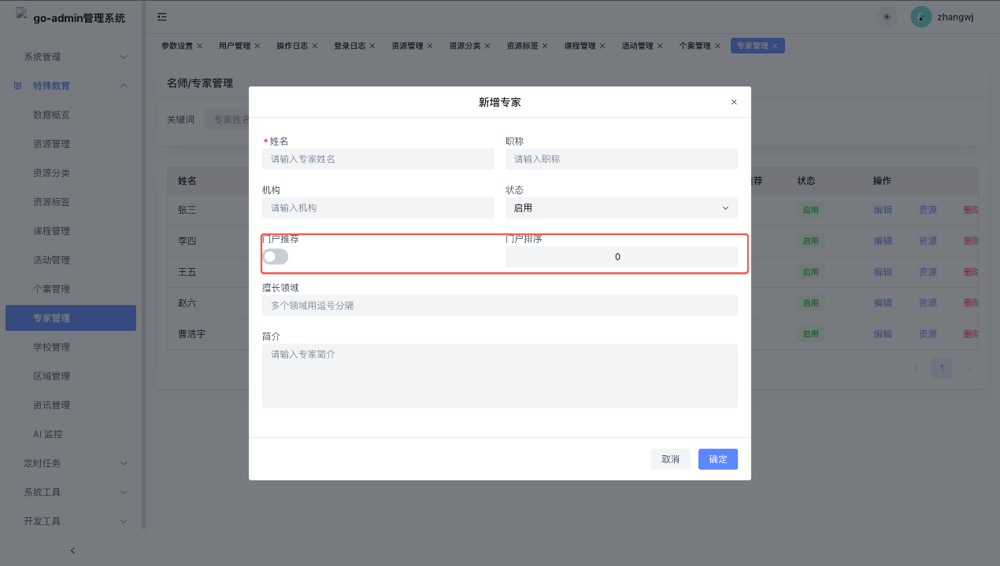 go-admin管理系统
zhangwj
参数设置 用户管理 操作日志 登录日志 资源管理 资源分类 资源标签 课程管理 活动管理 个案管理 专家管理
系统管理
特殊教育
数据概览
资源管理
资源分类
资源标签
课程管理
活动管理
个案管理
专家管理
学校管理
区域管理
资讯管理
AI 监控
定时任务
系统工具
开发工具
名师/专家管理
关键词 专家姓名
姓名 荐 状态 操作
张三 启用 编辑 资源 删除
李四 启用 编辑 资源 删除
王五 启用 编辑 资源 删除
赵六 启用 编辑 资源 删除
曹浩宇 启用 编辑 资源 删除
1
新增专家
* 姓名 职称
请输入专家姓名 请输入职称
机构 状态
请输入机构 启用
门户推荐 门户排序
0
擅长领域
多个领域用逗号分隔
简介
请输入专家简介
取消 确定